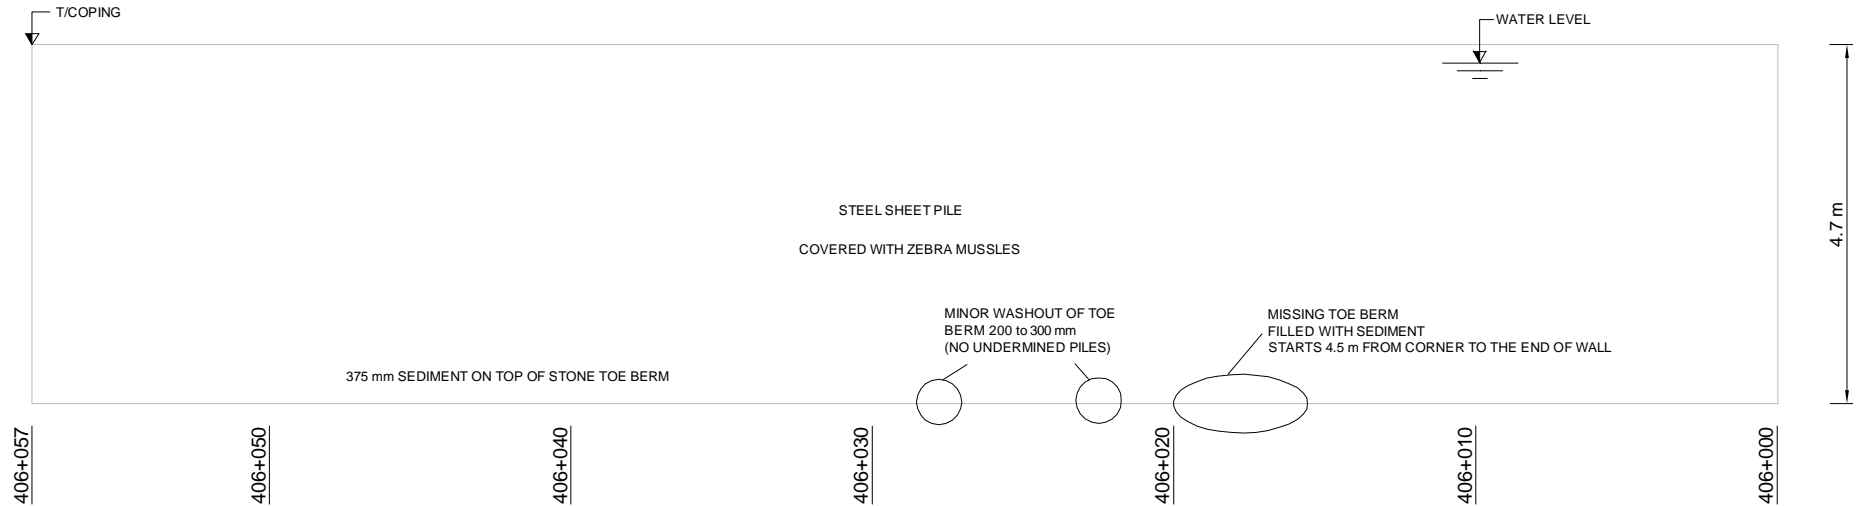 T/COPING
WATER LEVEL
4.7 m
STEEL SHEET PILE
COVERED WITH ZEBRA MUSSLES
MINOR WASHOUT OF TOE
BERM 200 to 300 mm
(NO UNDERMINED PILES)
MISSING TOE BERM
FILLED WITH SEDIMENT
STARTS 4.5 m FROM CORNER TO THE END OF WALL
375 mm SEDIMENT ON TOP OF STONE TOE BERM
406+057
406+050
406+040
406+030
406+020
406+010
406+000